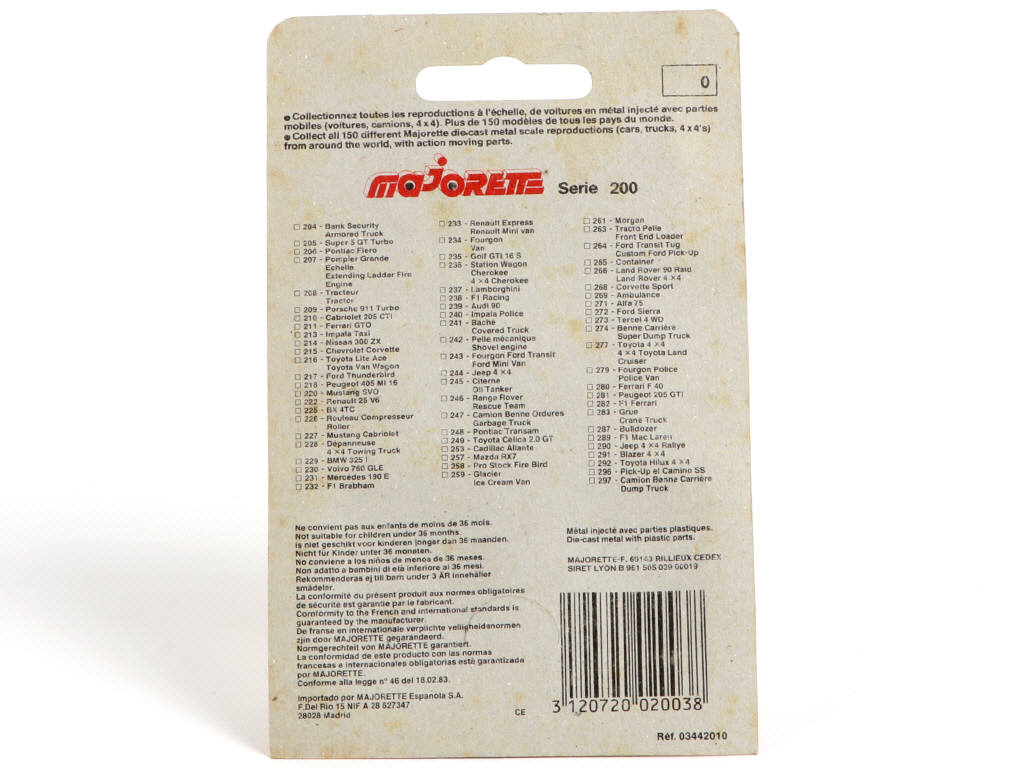 0
● Collectionnez toutes les reproductions à l'échelle, de voitures en métal injecté avec parties
mobiles (voitures, camions, 4 x 4). Plus de 150 modèles de tous les pays du monde.
● Collect all 150 different Majorette die-cast metal scale reproductions (cars, trucks, 4 x 4's)
from around the world, with action moving parts.
MAJORETTE Serie 200
□ 204 - Bank Security
Armored Truck
□ 205 - Super 5 GT Turbo
□ 206 - Pontiac Fiero
□ 207 - Pompier Grande
Echelle
Extending Ladder Fire
Engine
□ 208 - Tracteur
Tractor
□ 209 - Porsche 911 Turbo
□ 210 - Cabriolet 205 CTI
□ 211 - Ferrari GTO
□ 213 - Impala Taxi
□ 214 - Nissan 300 ZX
□ 215 - Chevrolet Corvette
□ 216 - Toyota Lite Ace
Toyota Van Wagon
□ 217 - Ford Thunderbird
□ 218 - Peugeot 405 MI 16
□ 220 - Mustang SVO
□ 222 - Renault 25 V6
□ 225 - BX 4TC
□ 226 - Rouleau Compresseur
Roller
□ 227 - Mustang Cabriolet
□ 228 - Dépanneuse
4 x 4 Towing Truck
□ 229 - BMW 325 i
□ 230 - Volvo 760 GLE
□ 231 - Mercedes 190 E
□ 232 - F1 Brabham
□ 233 - Renault Express
Renault Mini van
□ 234 - Fourgon
Van
□ 235 - Golf GTI 16 S
□ 236 - Station Wagon
Cherokee
4 x 4 Cherokee
□ 237 - Lamborghini
□ 238 - F1 Racing
□ 239 - Audi 90
□ 240 - Impala Police
□ 241 - Bache
Covered Truck
□ 242 - Pelle mécanique
Shovel engine
□ 243 - Fourgon Ford Transit
Ford Mini Van
□ 244 - Jeep 4 x 4
□ 245 - Citerne
Oil Tanker
□ 246 - Range Rover
Rescue Team
□ 247 - Camion Benne Ordures
Garbage Truck
□ 248 - Pontiac Transam
□ 249 - Toyota Celica 2.0 GT
□ 253 - Cadillac Allante
□ 257 - Mazda RX7
□ 258 - Pro Stock Fire Bird
□ 259 - Glacier
Ice Cream Van
□ 261 - Morgan
□ 263 - Tracto Pelle
Front End Loader
□ 264 - Ford Transit Tug
Custom Ford Pick-Up
□ 265 - Container
□ 266 - Land Rover 90 Raid
Land Rover 4 x 4
□ 268 - Corvette Sport
□ 269 - Ambulance
□ 271 - Alfa 75
□ 272 - Ford Sierra
□ 273 - Tercel 4 WD
□ 274 - Benne Carrière
Super Dump Truck
□ 277 - Toyota 4 x 4
4 x 4 Toyota Land
Cruiser
□ 279 - Fourgon Police
Police Van
□ 280 - Ferrari F 40
□ 281 - Peugeot 205 GTI
□ 282 - F1 Ferrari
□ 283 - Grue
Crane Truck
□ 287 - Bulldozer
□ 289 - F1 Mac Laren
□ 290 - Jeep 4 x 4 Rallye
□ 291 - Blazer 4 x 4
□ 292 - Toyota Hilux 4 x 4
□ 296 - Pick-Up el Camino SS
□ 297 - Camion Benne Carrière
Dump Truck
Ne convient pas aux enfants de moins de 36 mois.
Not suitable for children under 36 months.
is niet geschikt voor kinderen jonger dan 36 maanden.
Nicht für Kinder unter 36 monaten.
No conviene a los niños de menos de 36 meses.
Non adatto a bambini di età inferiore al 36 mesi.
Rekommenderas ej till barn under 3 ÅR innehåller
smådelar.
La conformité du présent produit aux normes obligatoires
de sécurité est garantie par le fabricant.
Comformity to the French and international standards is
guaranteed by the manufacturer.
De franse en internationale verplichte veiligheidsnormen
zijn door MAJORETTE gegarandeerd.
Normgerechteit von MAJORETTE garantiert.
La conformidad de este producto con las normas
francesas e internacionales obligatorias está garantizada
por MAJORETTE.
Conforme alla legge n° 46 del 18.02.83.
Importado por MAJORETTE Española S.A.
F.Del Rio 15 NIF A 28 827347
28028 Madrid
CE
Métal injecté avec parties plastiques.
Die-cast metal with plastic parts.
MAJORETTE-F. 69143 RILLIEUX CEDEX
SIRET LYON B 961 505 039 00019
3 120720 020038
Réf. 03442010